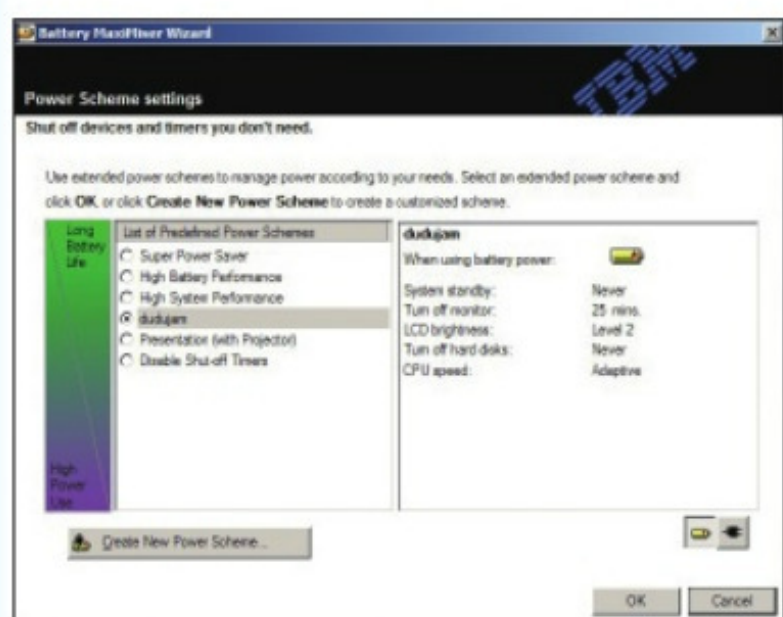 Battery MaxiMiser Wizard
IBM
Power Scheme settings
Shut off devices and timers you don't need.
Use extended power schemes to manage power according to your needs. Select an extended power scheme and
click OK, or click Create New Power Scheme to create a customized scheme.
Long
Battery
Life
High
Power
Use
List of Predefined Power Schemes
Super Power Saver
High Battery Performance
High System Performance
dudujam
Presentation (with Projector)
Disable Shut-off Timers
dudujam
When using battery power:
System standby: Never
Turn off monitor: 25 mins.
LCD brightness: Level 2
Turn off hard disks: Never
CPU speed: Adaptive
Create New Power Scheme...
OK Cancel